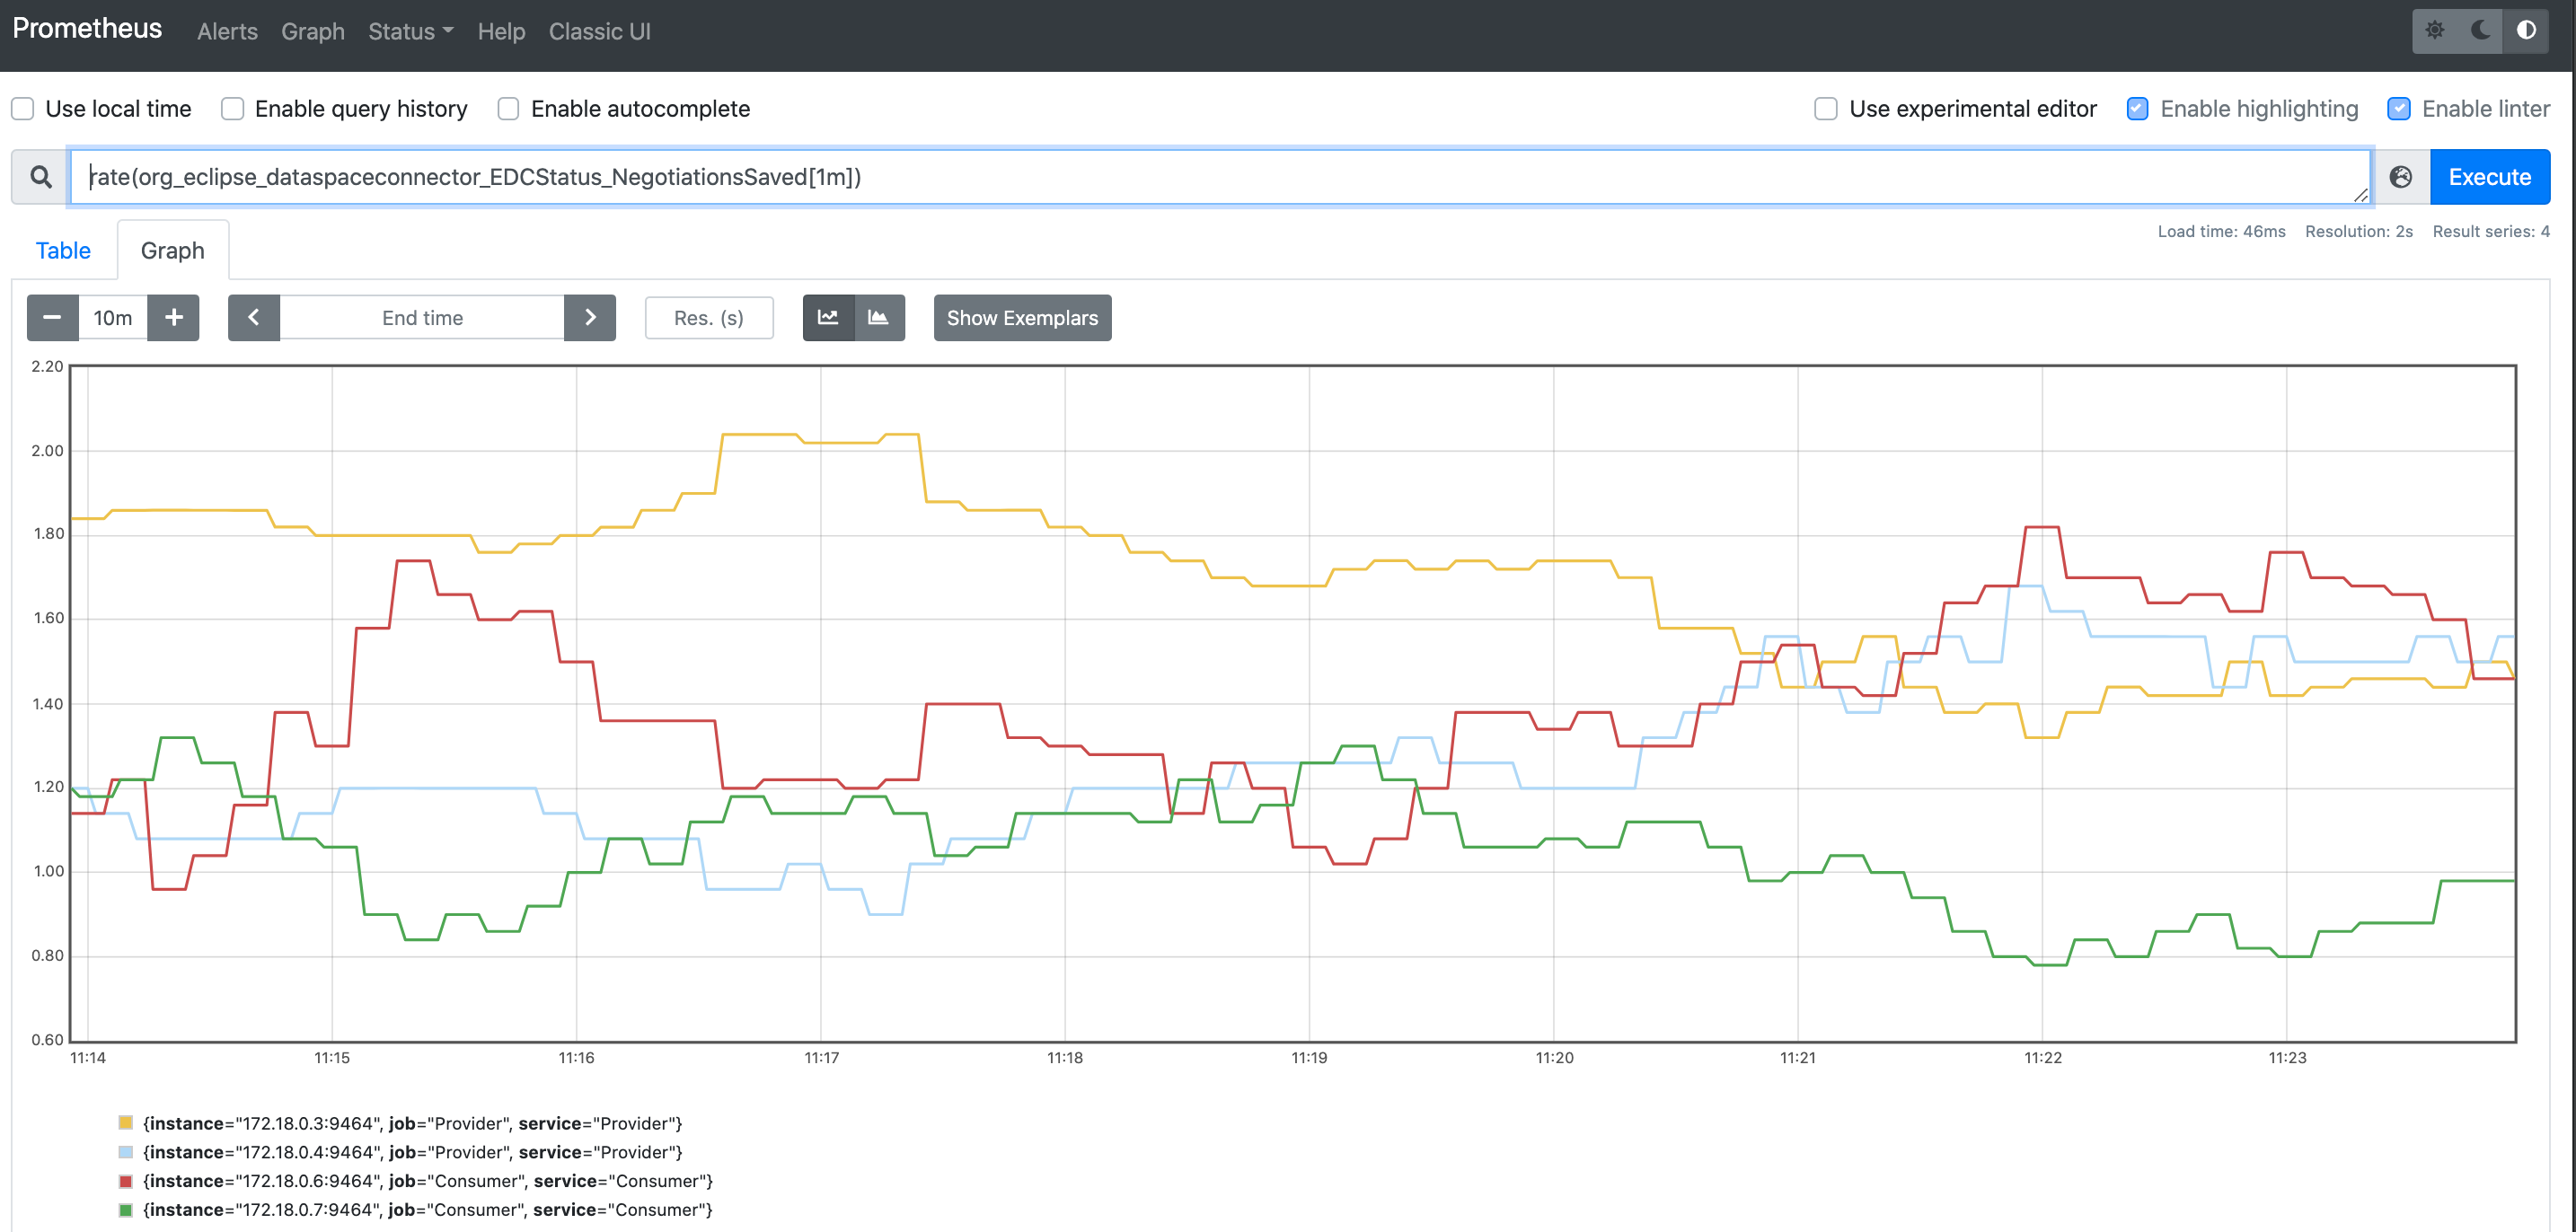 Prometheus Alerts Graph Status Help Classic UI
Use local time Enable query history Enable autocomplete Use experimental editor Enable highlighting Enable linter
rate(org_eclipse_dataspaceconnector_EDCStatus_NegotiationsSaved[1m]) Execute
Load time: 46ms Resolution: 2s Result series: 4
Table Graph
10m End time Res. (s) Show Exemplars
2.20
2.00
1.80
1.60
1.40
1.20
1.00
0.80
0.60
11:14 11:15 11:16 11:17 11:18 11:19 11:20 11:21 11:22 11:23
{instance="172.18.0.3:9464", job="Provider", service="Provider"}
{instance="172.18.0.4:9464", job="Provider", service="Provider"}
{instance="172.18.0.6:9464", job="Consumer", service="Consumer"}
{instance="172.18.0.7:9464", job="Consumer", service="Consumer"}